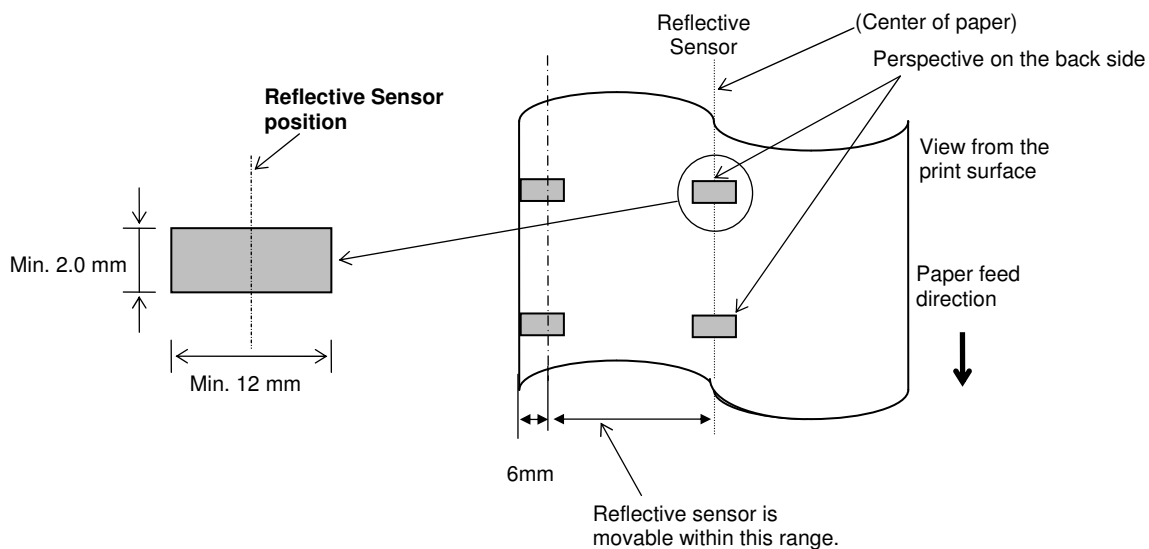 Reflective
Sensor
(Center of paper)
Perspective on the back side
Reflective Sensor
position
View from the
print surface
Min. 2.0 mm
Paper feed
direction
Min. 12 mm
6mm
Reflective sensor is
movable within this range.